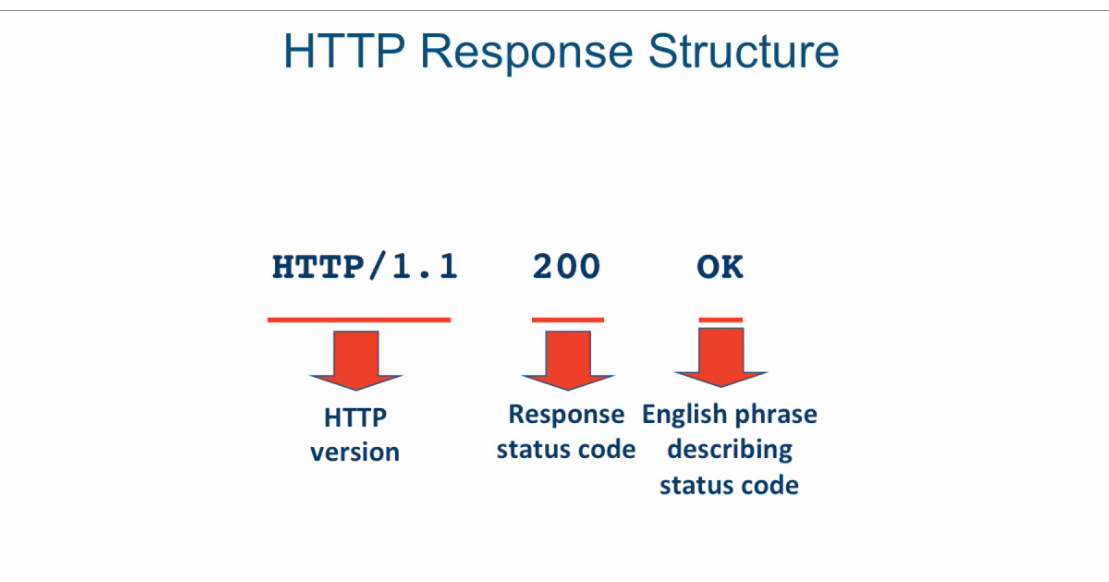 HTTP Response Structure
HTTP/1.1 200 OK
HTTP
version
Response
status code
English phrase
describing
status code